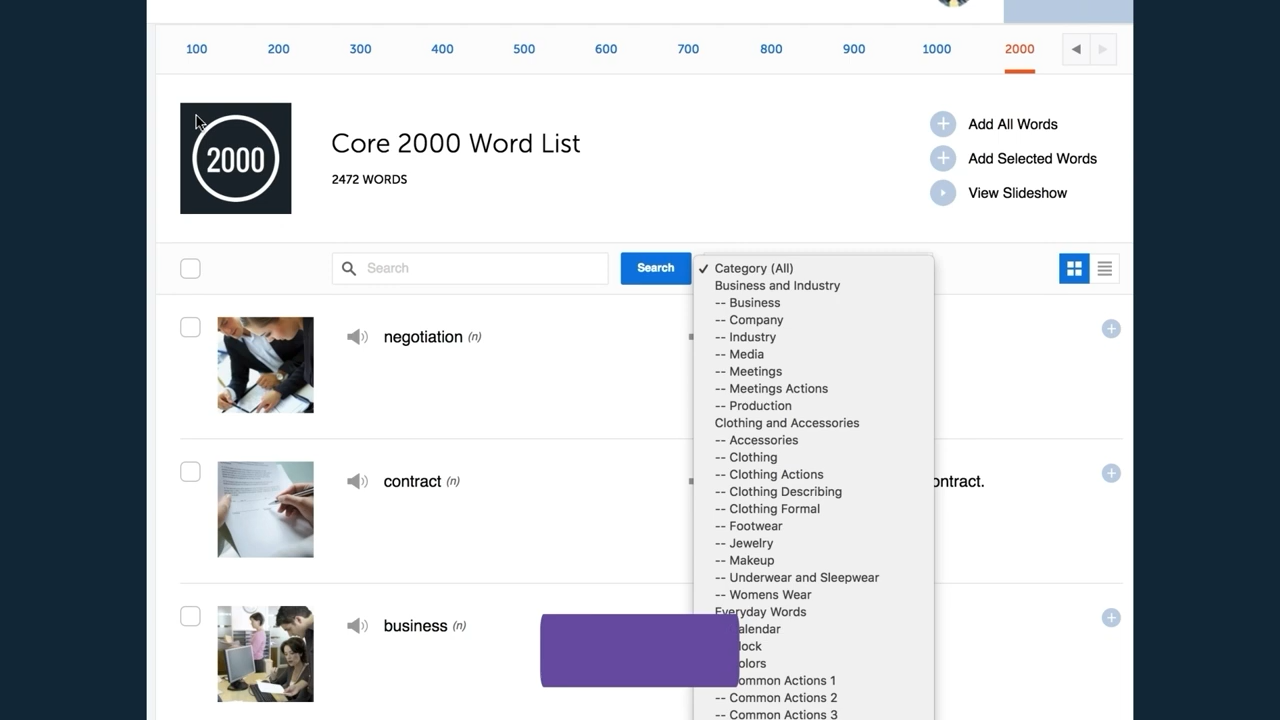 100 200 300 400 500 600 700 800 900 1000 2000
2000
Core 2000 Word List
2472 WORDS
Add All Words
Add Selected Words
View Slideshow
Search
Search
✓ Category (All)
Business and Industry
-- Business
-- Company
-- Industry
-- Media
-- Meetings
-- Meetings Actions
-- Production
Clothing and Accessories
-- Accessories
-- Clothing
-- Clothing Actions
-- Clothing Describing
-- Clothing Formal
-- Footwear
-- Jewelry
-- Makeup
-- Underwear and Sleepwear
-- Womens Wear
Everyday Words
-- Common Actions 2
-- Common Actions 3
negotiation (n)
contract (n)
business (n)